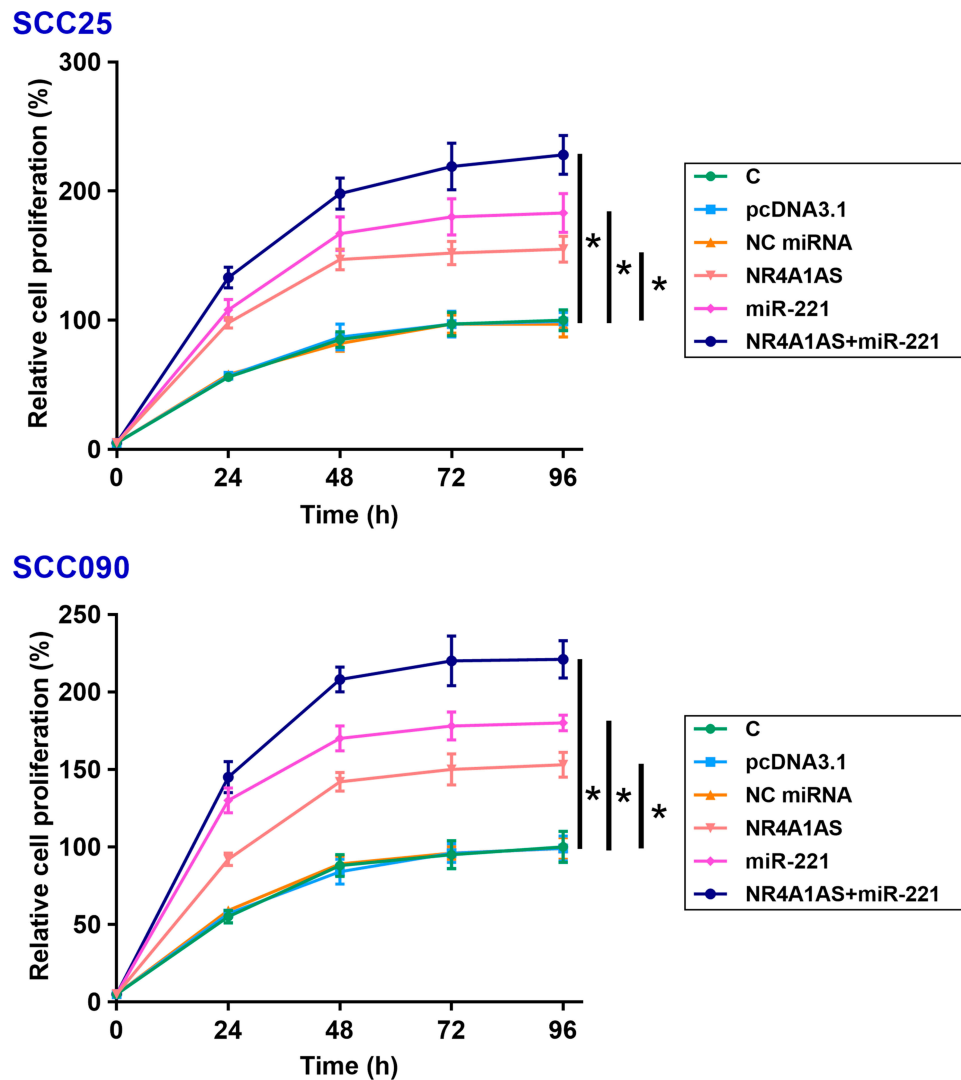 SCC25
Relative cell proliferation (%)
300
200
100
0
0 24 48 72 96
Time (h)
* * *
C
pcDNA3.1
NC miRNA
NR4A1AS
miR-221
NR4A1AS+miR-221
SCC090
Relative cell proliferation (%)
250
200
150
100
50
0
0 24 48 72 96
Time (h)
* * *
C
pcDNA3.1
NC miRNA
NR4A1AS
miR-221
NR4A1AS+miR-221